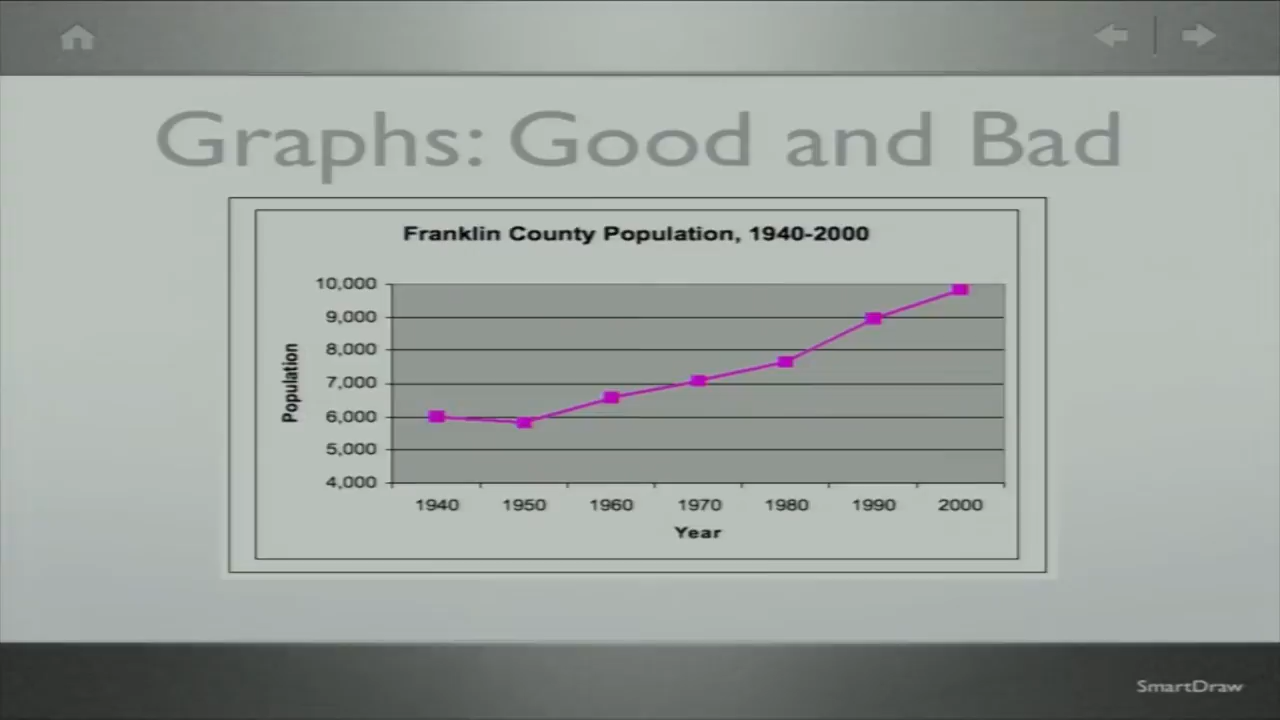 Graphs: Good and Bad
Franklin County Population, 1940-2000
10,000
9,000
8,000
7,000
6,000
5,000
4,000
Population
1940 1950 1960 1970 1980 1990 2000
Year
SmartDraw